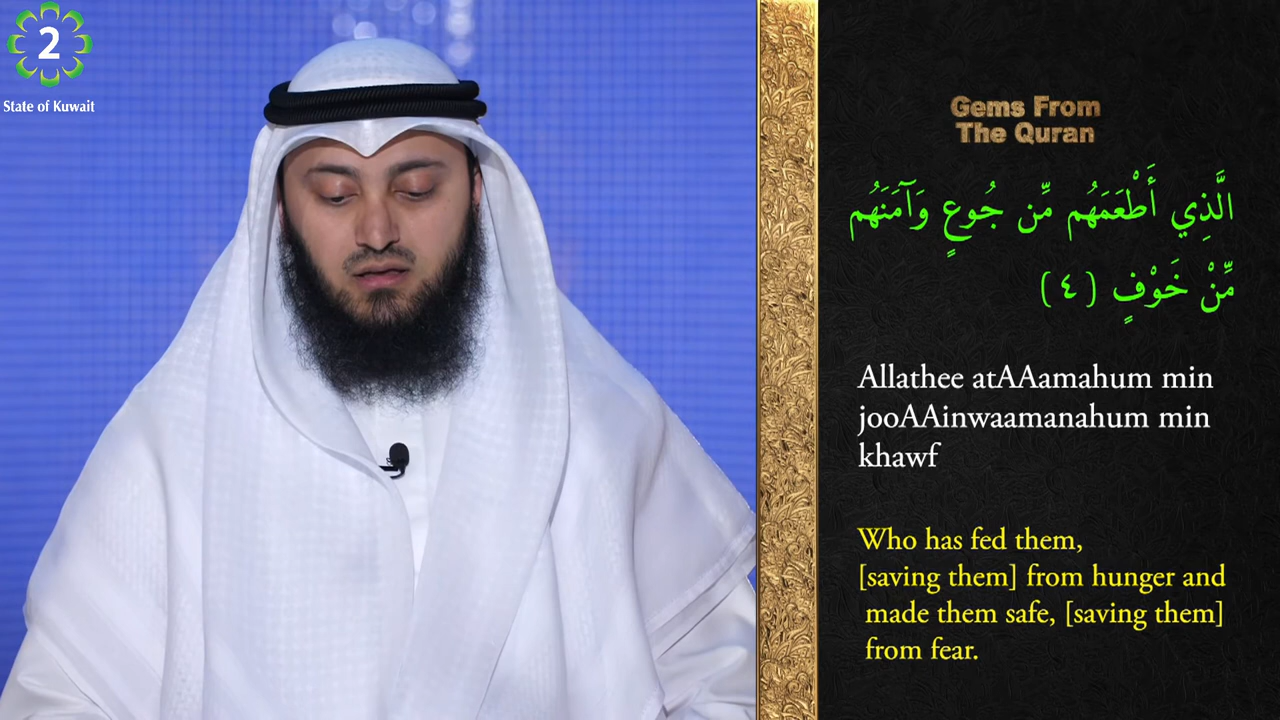 2
State of Kuwait
Gems From
The Quran
الَّذِي أَطْعَمَهُم مِّن جُوعٍ وَآمَنَهُم
مِّنْ خَوْفٍ (٤)
Allathee atAAamahum min
jooAAinwaamanahum min
khawf
Who has fed them,
[saving them] from hunger and
made them safe, [saving them]
from fear.